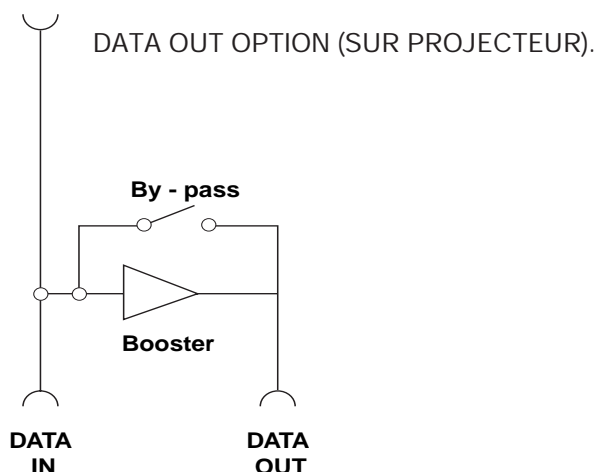 DATA OUT OPTION (SUR PROJECTEUR).
By - pass
Booster
DATA
IN
DATA
OUT